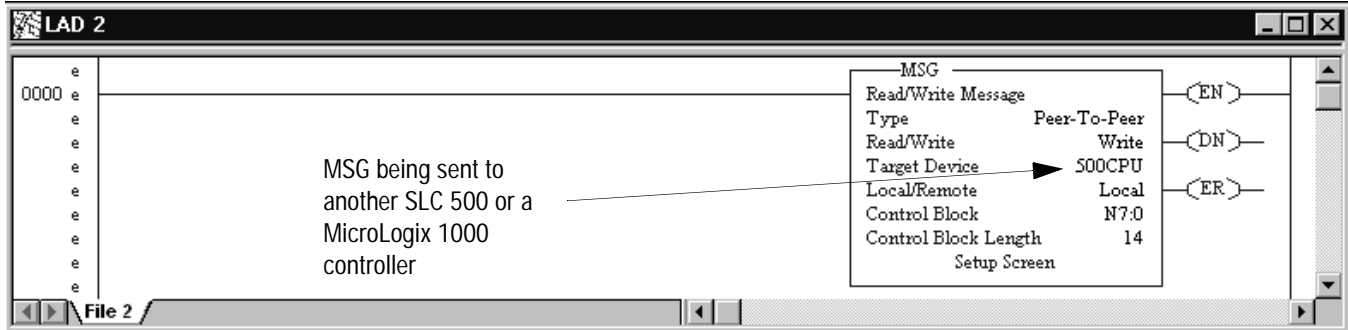 LAD 2
e
MSG
0000 e
Read/Write Message
EN
e
Type Peer-To-Peer
e
Read/Write Write
DN
e
MSG being sent to
Target Device 500CPU
e
another SLC 500 or a
Local/Remote Local
ER
e
MicroLogix 1000
Control Block N7:0
e
controller
Control Block Length 14
e
Setup Screen
e
File 2